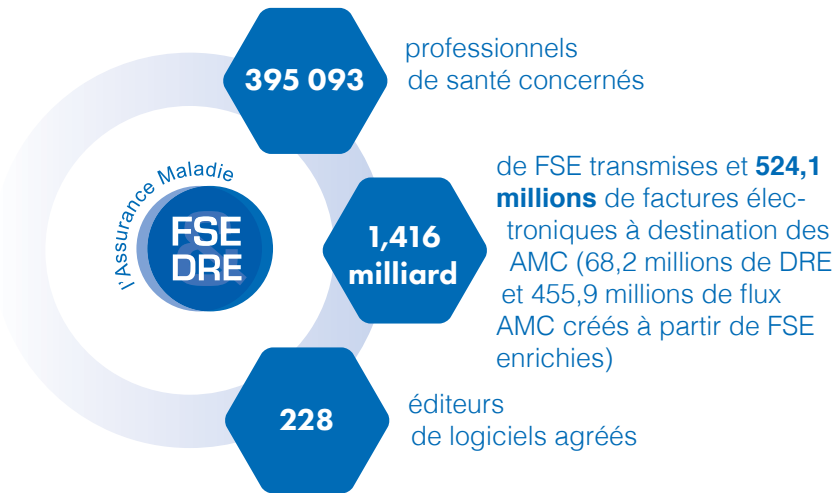 395 093
professionnels
de santé concernés
l'Assurance Maladie
FSE
&
DRE
1,416
milliard
de FSE transmises et 524,1
millions de factures élec-
troniques à destination des
AMC (68,2 millions de DRE
et 455,9 millions de flux
AMC créés à partir de FSE
enrichies)
228
éditeurs
de logiciels agréés